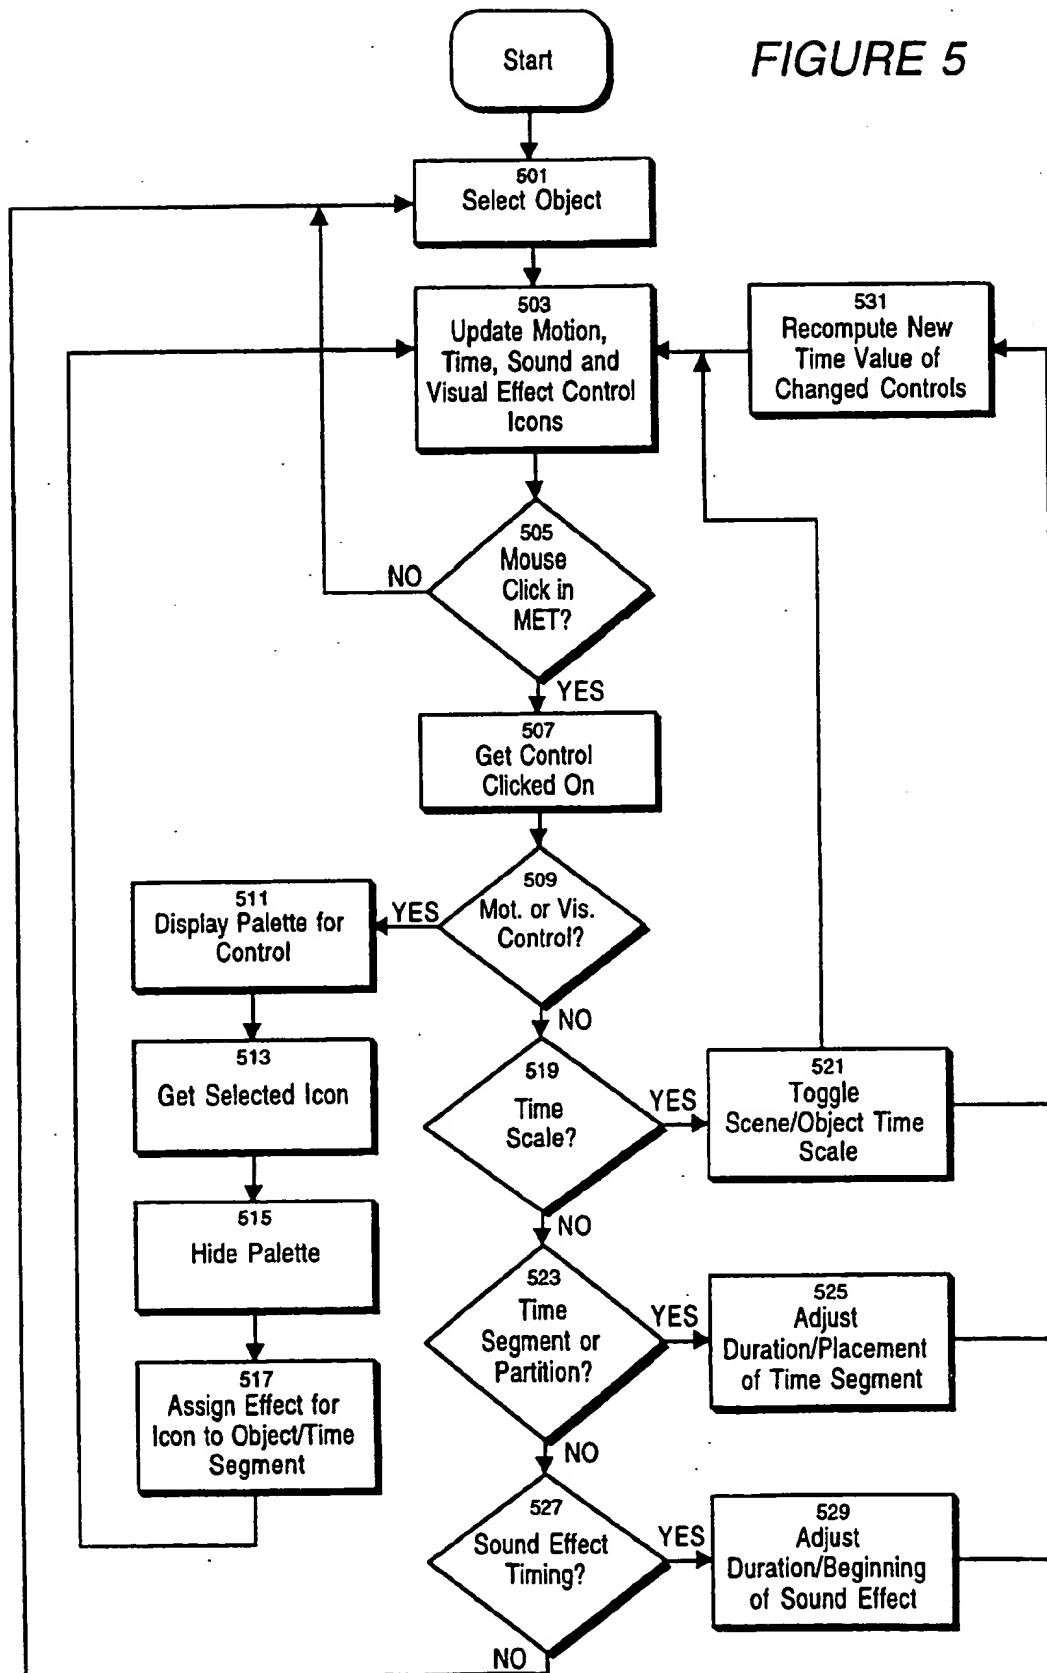 Start
FIGURE 5
501
Select Object
503
Update Motion,
Time, Sound and
Visual Effect Control
Icons
531
Recompute New
Time Value of
Changed Controls
505
Mouse
Click in
MET?
NO
YES
507
Get Control
Clicked On
509
Mot. or Vis.
Control?
YES
NO
511
Display Palette for
Control
513
Get Selected Icon
515
Hide Palette
517
Assign Effect for
Icon to Object/Time
Segment
519
Time
Scale?
YES
NO
521
Toggle
Scene/Object Time
Scale
523
Time
Segment or
Partition?
YES
NO
525
Adjust
Duration/Placement
of Time Segment
527
Sound Effect
Timing?
YES
NO
529
Adjust
Duration/Beginning
of Sound Effect